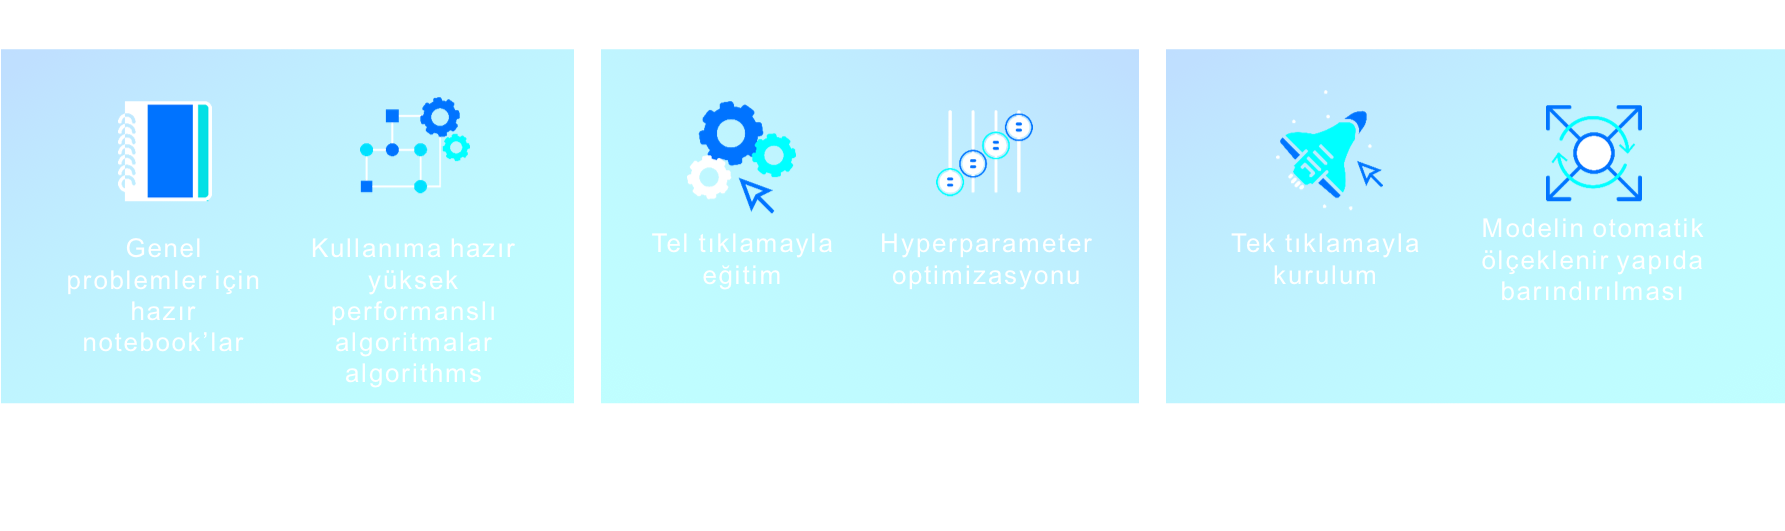 Genel
problemler için
hazır
notebook’lar
Kullanıma hazır
yüksek
performanslı
algoritmalar
algorithms
Tel tıklamayla
eğitim
Hyperparameter
optimizasyonu
Tek tıklamayla
kurulum
Modelin otomatik
ölçeklenir yapıda
barındırılması